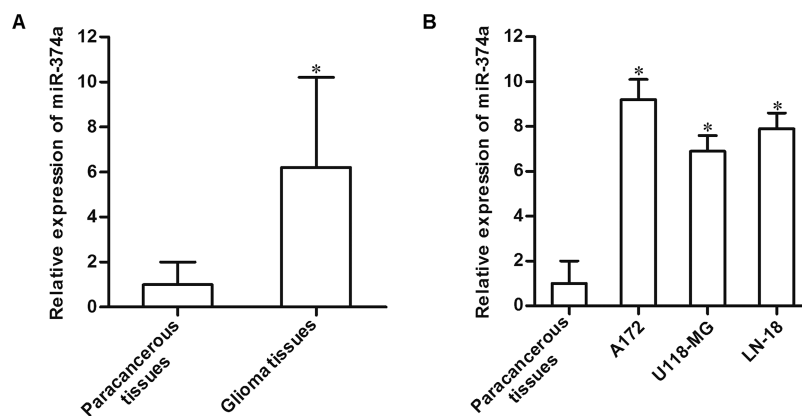 A
Relative expression of miR-374a
12
10
8
6
4
2
0
*
Paracancerous
tissues
Glioma tissues
B
Relative expression of miR-374a
12
10
8
6
4
2
0
*
*
*
Paracancerous
tissues
A172
U118-MG
LN-18